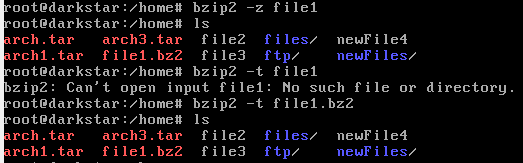 root@darkstar:/home# bzip2 -z file1
root@darkstar:/home# ls
arch.tar arch3.tar file2 files/ newFile4
arch1.tar file1.bz2 file3 ftp/ newFiles/
root@darkstar:/home# bzip2 -t file1
bzip2: Can't open input file1: No such file or directory.
root@darkstar:/home# bzip2 -t file1.bz2
root@darkstar:/home# ls
arch.tar arch3.tar file2 files/ newFile4
arch1.tar file1.bz2 file3 ftp/ newFiles/